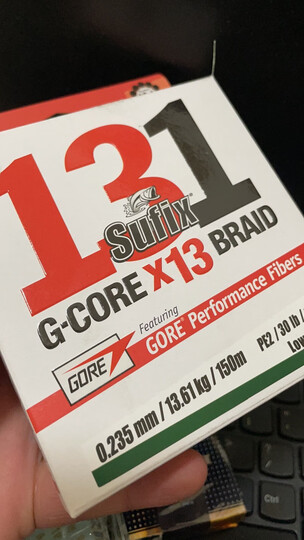 131
Sufix®
G-CORE X13 BRAID
Featuring
GORE® Performance Fibers
GORE
0.235 mm / 13.61 kg / 150m
PE2 / 30 lb /
Low